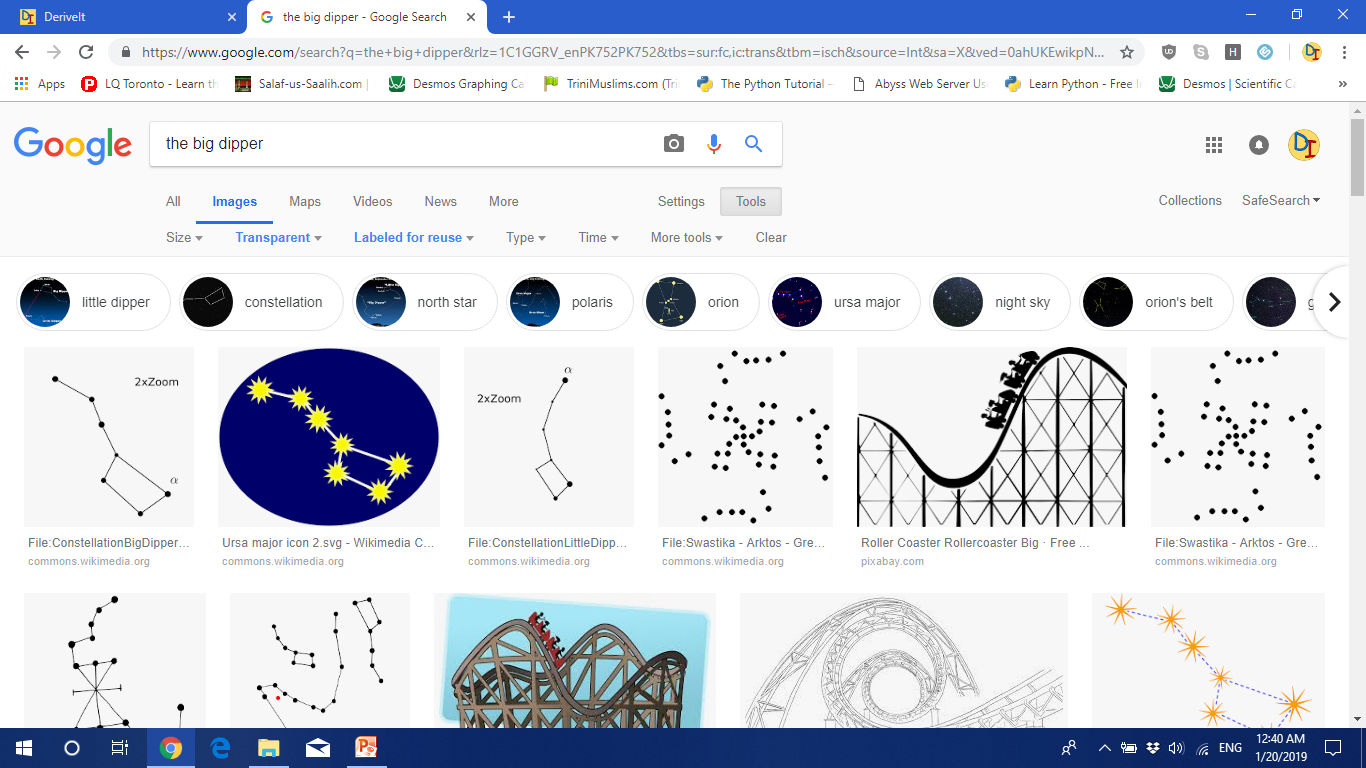 DeriveIt
the big dipper - Google Search
https://www.google.com/search?q=the+big+dipper&rlz=1C1GGRV_enPK752PK752&tbs=sur:fc,ic:trans&tbm=isch&source=Int&sa=X&ved=0ahUKEwikpN...
Apps LQ Toronto - Learn th Salaf-us-Saalih.com | Desmos Graphing Ca TriniMuslims.com (Tri The Python Tutorial – Abyss Web Server Us Learn Python - Free I Desmos | Scientific Ca »
Google the big dipper
All Images Maps Videos News More Settings Tools Collections SafeSearch
Size Transparent Labeled for reuse Type Time More tools Clear
little dipper constellation north star polaris orion ursa major night sky orion's belt g
2xZoom α
2xZoom α
File:ConstellationBigDipper... Ursa major icon 2.svg - Wikimedia C... File:ConstellationLittleDipp... File:Swastika - Arktos - Gre... Roller Coaster Rollercoaster Big · Free ... File:Swastika - Arktos - Gre...
commons.wikimedia.org commons.wikimedia.org commons.wikimedia.org commons.wikimedia.org pixabay.com commons.wikimedia.org
ENG
12:40 AM
1/20/2019